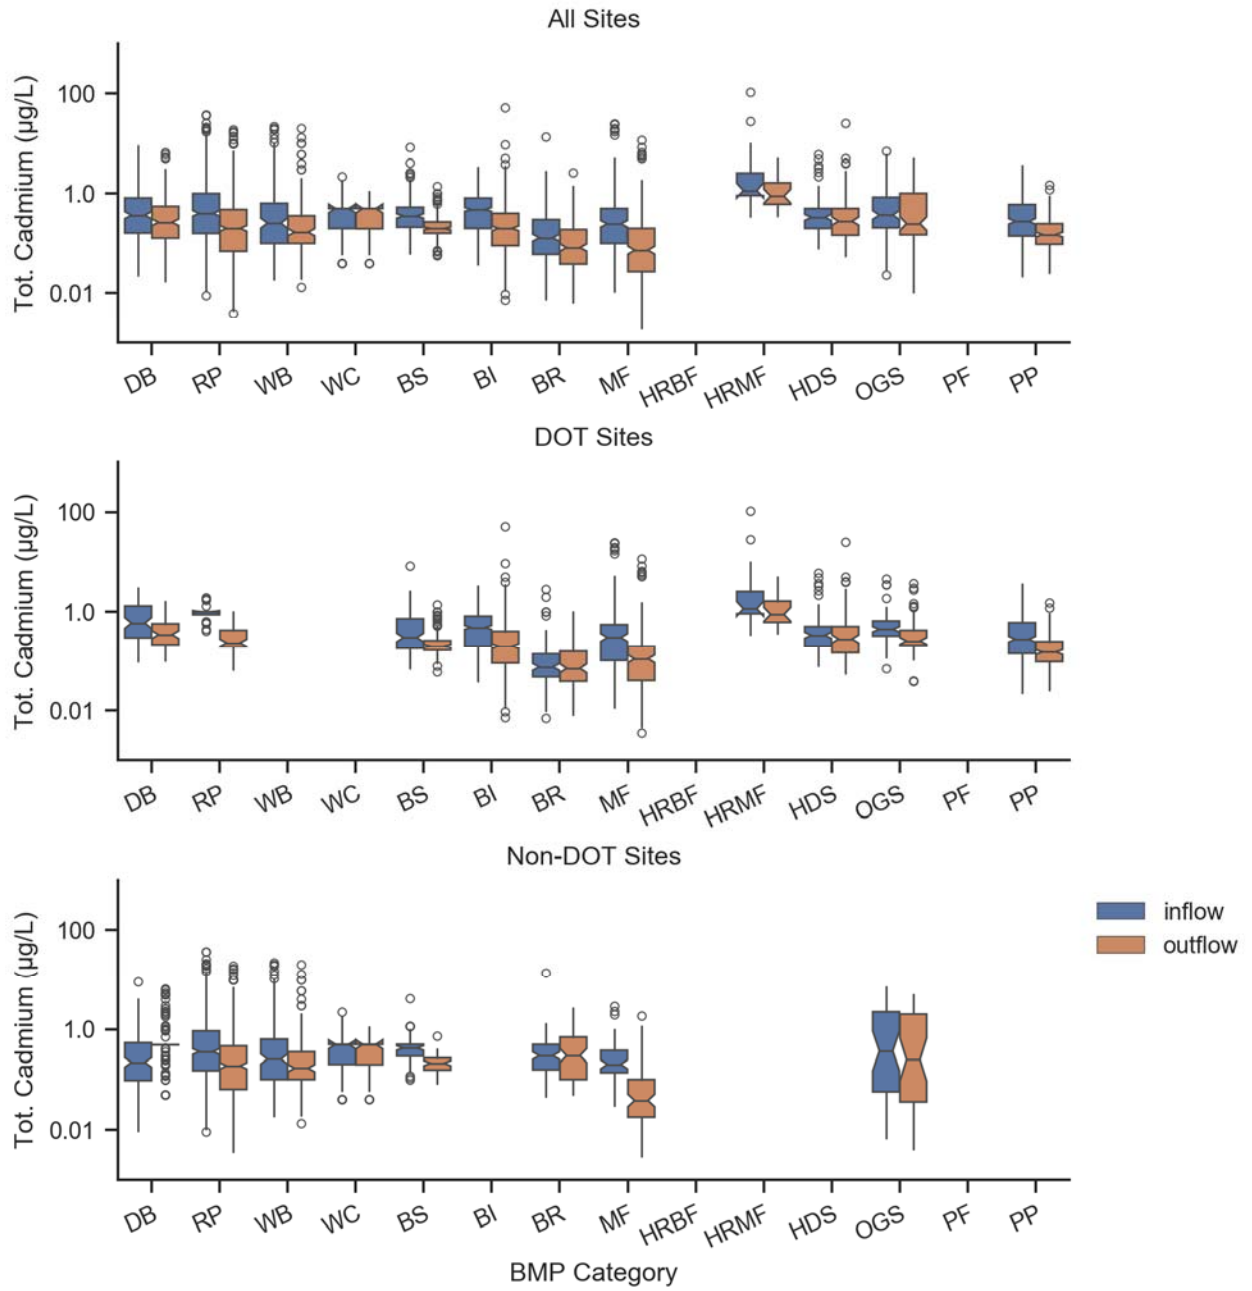 All Sites
Tot. Cadmium (µg/L)
100
1.0
0.01
DB RP WB WC BS BI BR MF HRBF HRMF HDS OGS PF PP
DOT Sites
Tot. Cadmium (µg/L)
100
1.0
0.01
DB RP WB WC BS BI BR MF HRBF HRMF HDS OGS PF PP
Non-DOT Sites
Tot. Cadmium (µg/L)
100
1.0
0.01
DB RP WB WC BS BI BR MF HRBF HRMF HDS OGS PF PP
BMP Category
inflow
outflow